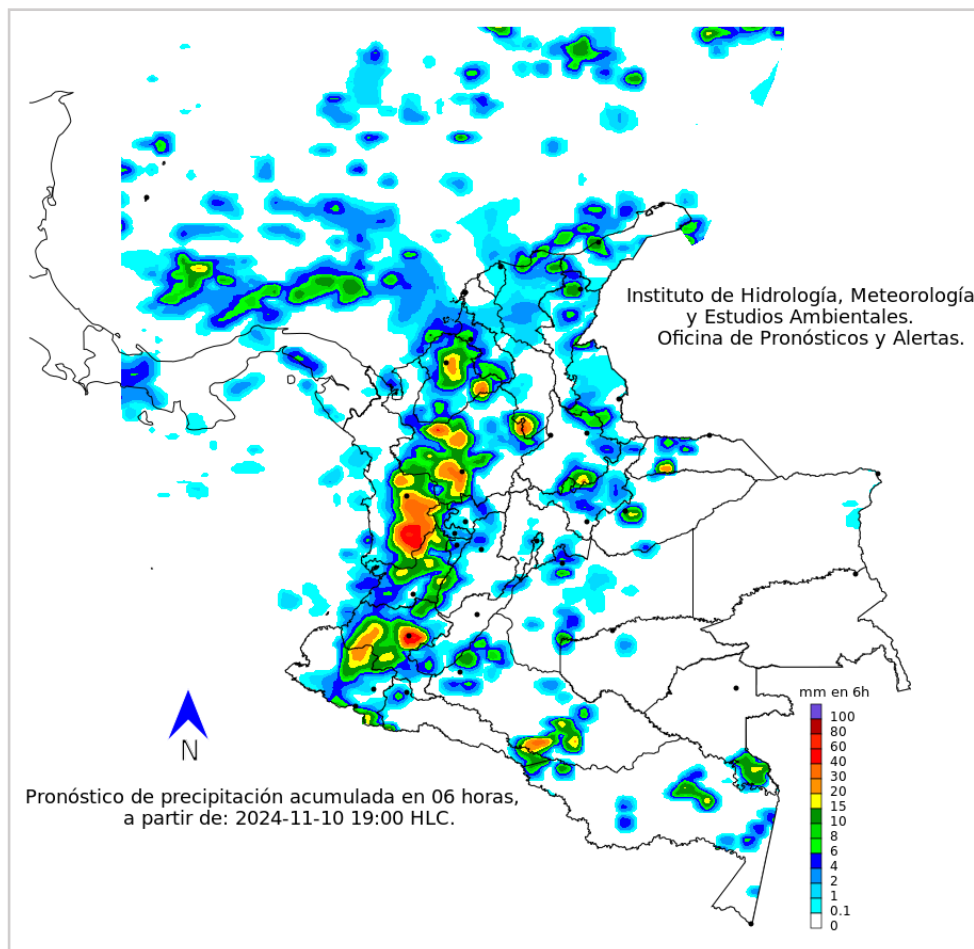 Instituto de Hidrología, Meteorología
y Estudios Ambientales.
Oficina de Pronósticos y Alertas.
mm en 6h
100
80
60
40
30
20
15
10
8
6
4
2
1
0.1
0
N
Pronóstico de precipitación acumulada en 06 horas,
a partir de: 2024-11-10 19:00 HLC.